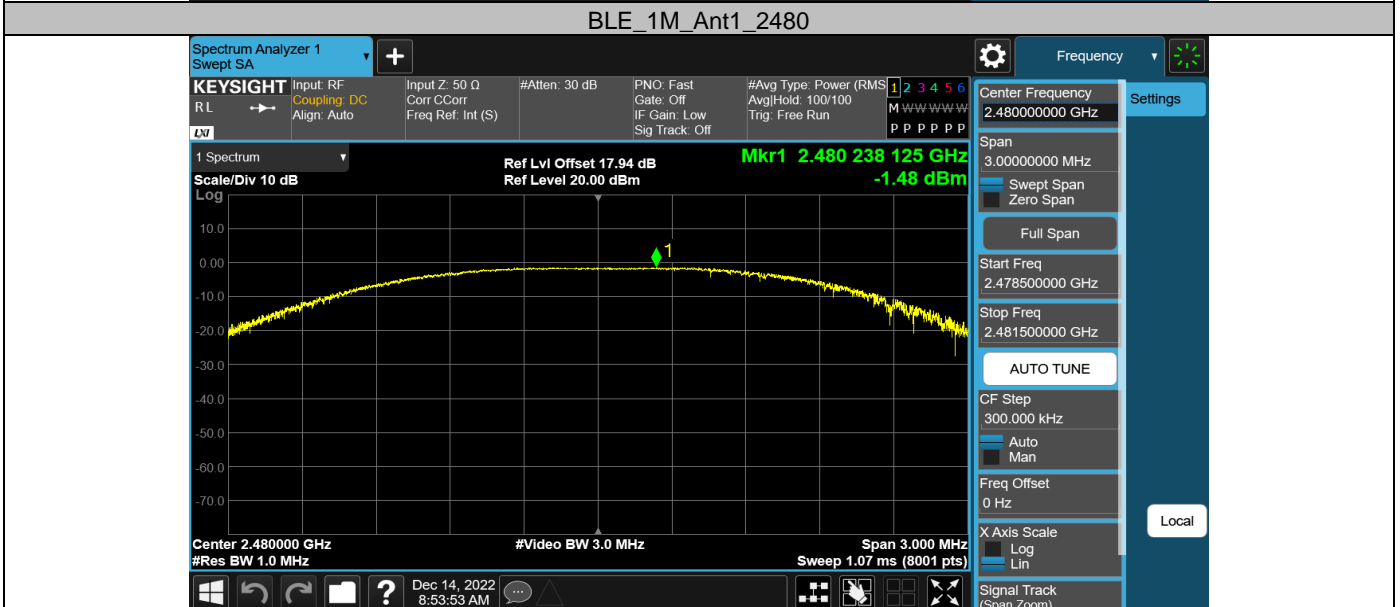 BLE_1M_Ant1_2480
Spectrum Analyzer 1
Swept SA
Frequency
KEYSIGHT
RL
LXI
Input: RF
Coupling: DC
Align: Auto
Input Z: 50 Ω
Corr CCorr
Freq Ref: Int (S)
#Atten: 30 dB
PNO: Fast
Gate: Off
IF Gain: Low
Sig Track: Off
#Avg Type: Power (RMS
Avg|Hold: 100/100
Trig: Free Run
1 2 3 4 5 6
M W W W W W
P P P P P P
1 Spectrum
Scale/Div 10 dB
Log
Ref Lvl Offset 17.94 dB
Ref Level 20.00 dBm
Mkr1 2.480 238 125 GHz
-1.48 dBm
10.0
0.00
-10.0
-20.0
-30.0
-40.0
-50.0
-60.0
-70.0
1
Center 2.480000 GHz
#Res BW 1.0 MHz
#Video BW 3.0 MHz
Span 3.000 MHz
Sweep 1.07 ms (8001 pts)
Dec 14, 2022
8:53:53 AM
Center Frequency
2.480000000 GHz
Settings
Span
3.00000000 MHz
Swept Span
Zero Span
Full Span
Start Freq
2.478500000 GHz
Stop Freq
2.481500000 GHz
AUTO TUNE
CF Step
300.000 kHz
Auto
Man
Freq Offset
0 Hz
X Axis Scale
Log
Lin
Local
Signal Track
(Span Zoom)